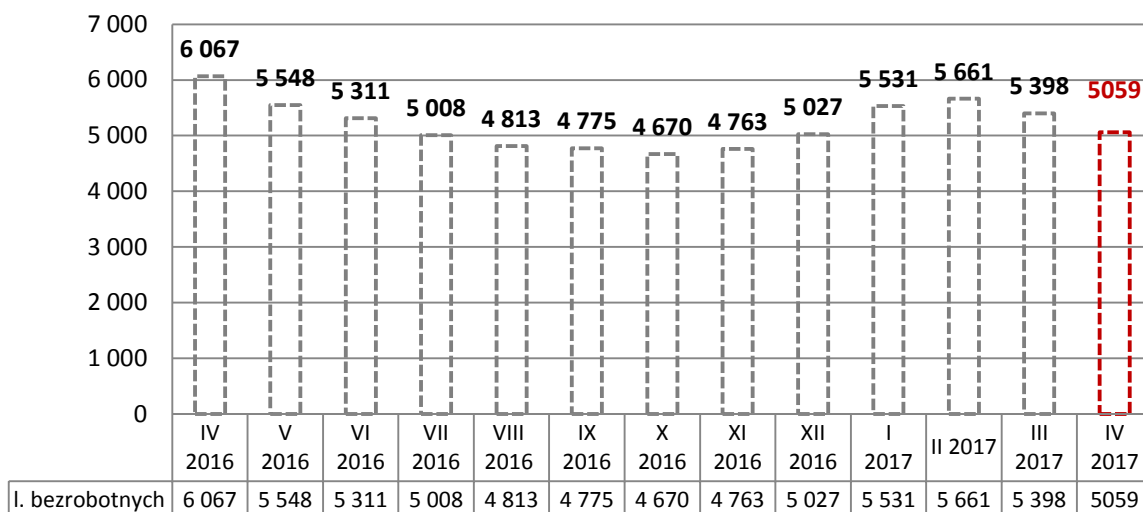 7 000
6 000
5 000
4 000
3 000
2 000
1 000
0
6 067
5 548
5 311
5 008
4 813
4 775
4 670
4 763
5 027
5 531
5 661
5 398
5059
IV 2016
V 2016
VI 2016
VII 2016
VIII 2016
IX 2016
X 2016
XI 2016
XII 2016
I 2017
II 2017
III 2017
IV 2017
l. bezrobotnych 6 067 5 548 5 311 5 008 4 813 4 775 4 670 4 763 5 027 5 531 5 661 5 398 5059